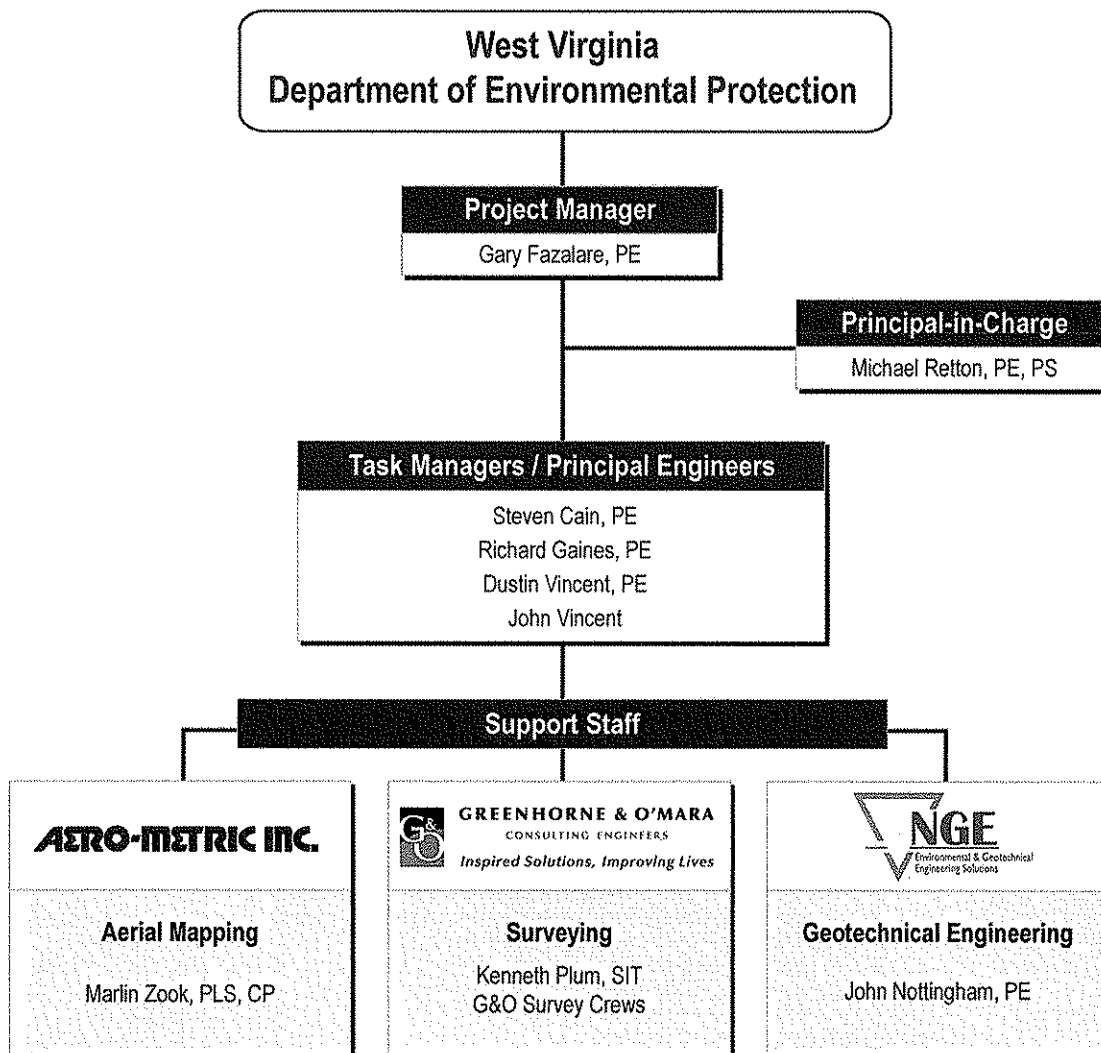 West Virginia
Department of Environmental Protection
Project Manager
Gary Fazalare, PE
Principal-in-Charge
Michael Retton, PE, PS
Task Managers / Principal Engineers
Steven Cain, PE
Richard Gaines, PE
Dustin Vincent, PE
John Vincent
Support Staff
AERO-METRIC INC.
Aerial Mapping
Marlin Zook, PLS, CP
G&O
GREENHORNE & O'MARA
CONSULTING ENGINEERS
Inspired Solutions, Improving Lives
Surveying
Kenneth Plum, SIT
G&O Survey Crews
NGE
Environmental & Geotechnical
Engineering Solutions
Geotechnical Engineering
John Nottingham, PE